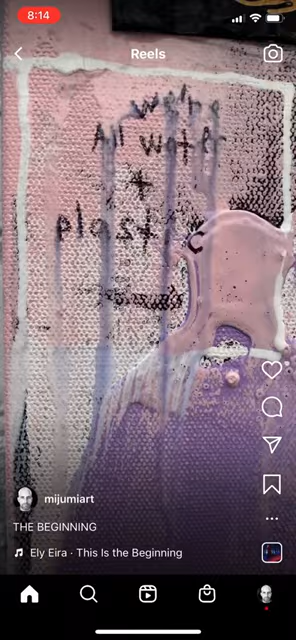 8:14
Reels
we're
All water
+
plastic
mijumiart
THE BEGINNING
Ely Eira · This Is the Beginning